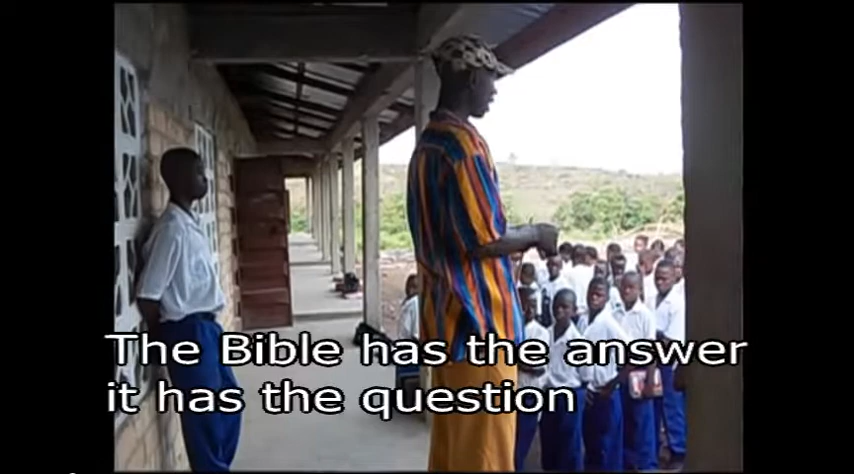 The Bible has the answer
it has the question